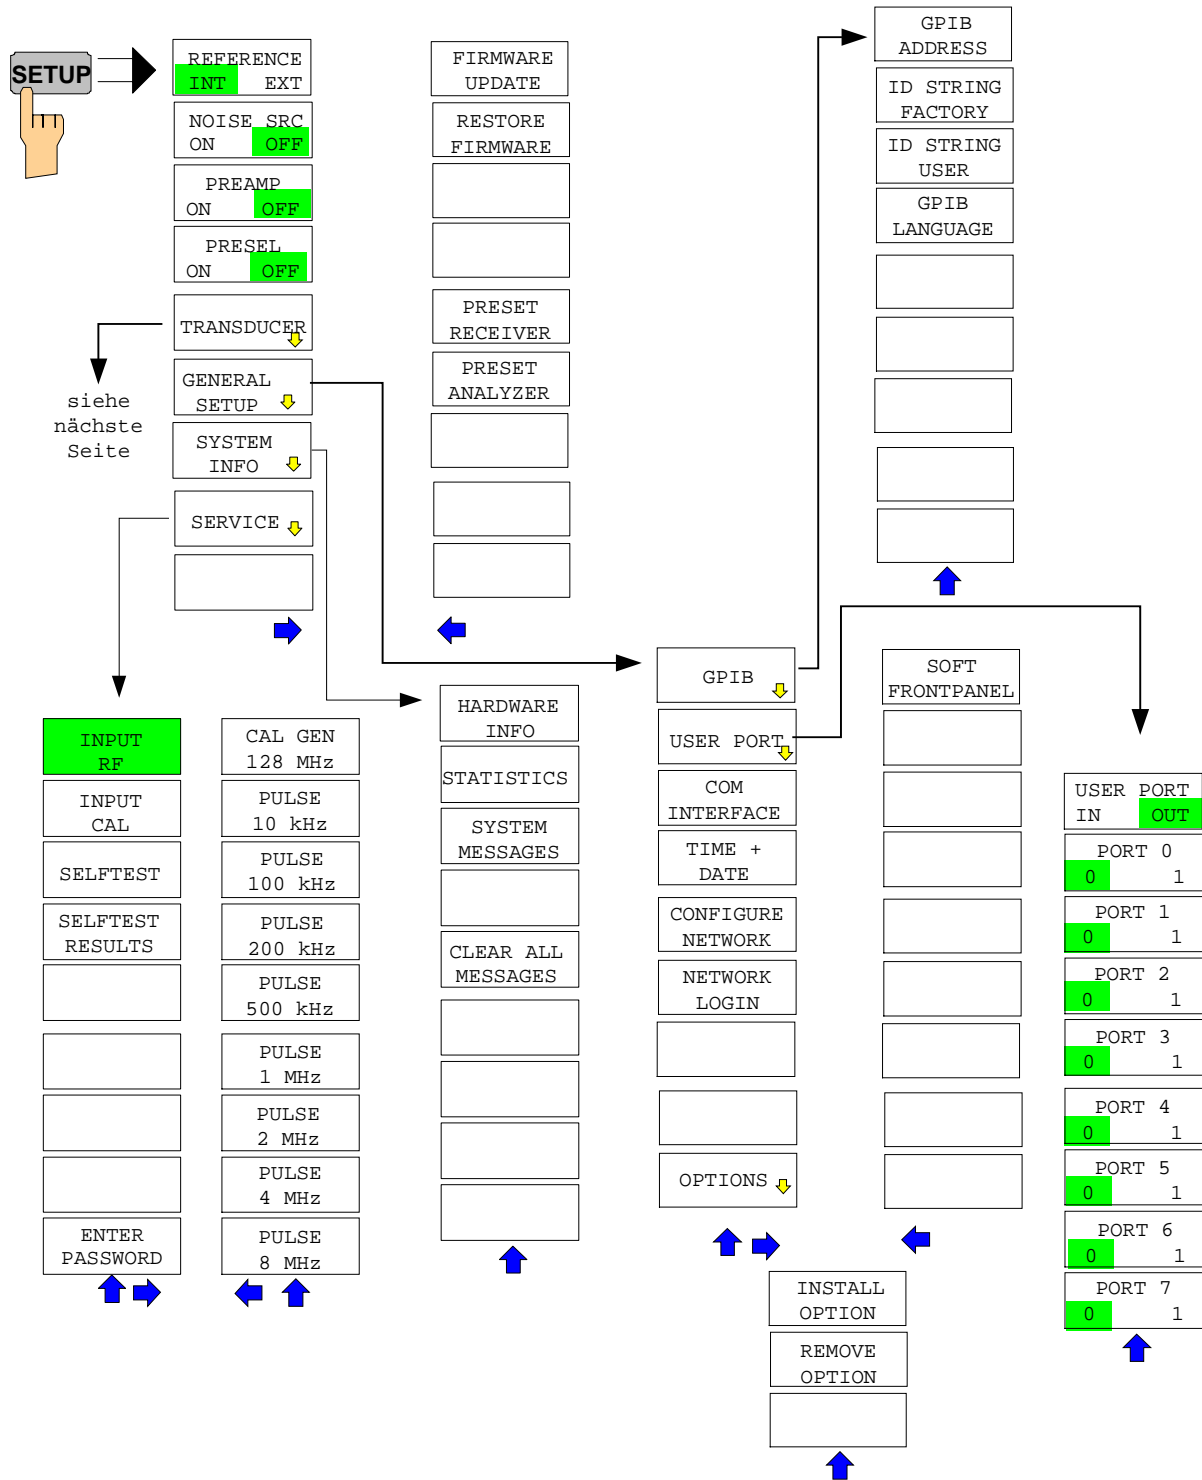 SETUP
REFERENCE
INT EXT
NOISE SRC
ON OFF
PREAMP
ON OFF
PRESEL
ON OFF
TRANSDUCER
GENERAL
SETUP
SYSTEM
INFO
SERVICE
siehe
nächste
Seite
FIRMWARE
UPDATE
RESTORE
FIRMWARE
PRESET
RECEIVER
PRESET
ANALYZER
GPIB
ADDRESS
ID STRING
FACTORY
ID STRING
USER
GPIB
LANGUAGE
INPUT
RF
INPUT
CAL
SELFTEST
SELFTEST
RESULTS
ENTER
PASSWORD
CAL GEN
128 MHz
PULSE
10 kHz
PULSE
100 kHz
PULSE
200 kHz
PULSE
500 kHz
PULSE
1 MHz
PULSE
2 MHz
PULSE
4 MHz
PULSE
8 MHz
HARDWARE
INFO
STATISTICS
SYSTEM
MESSAGES
CLEAR ALL
MESSAGES
GPIB
USER PORT
COM
INTERFACE
TIME +
DATE
CONFIGURE
NETWORK
NETWORK
LOGIN
OPTIONS
SOFT
FRONTPANEL
INSTALL
OPTION
REMOVE
OPTION
USER PORT
IN OUT
PORT 0
0 1
PORT 1
0 1
PORT 2
0 1
PORT 3
0 1
PORT 4
0 1
PORT 5
0 1
PORT 6
0 1
PORT 7
0 1